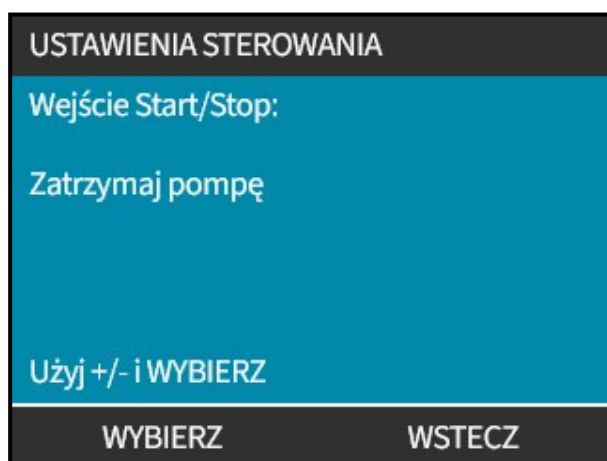 USTAWIENIA STEROWANIA
Wejście Start/Stop:
Zatrzymaj pompę
Użyj +/- i WYBIERZ
WYBIERZ WSTECZ